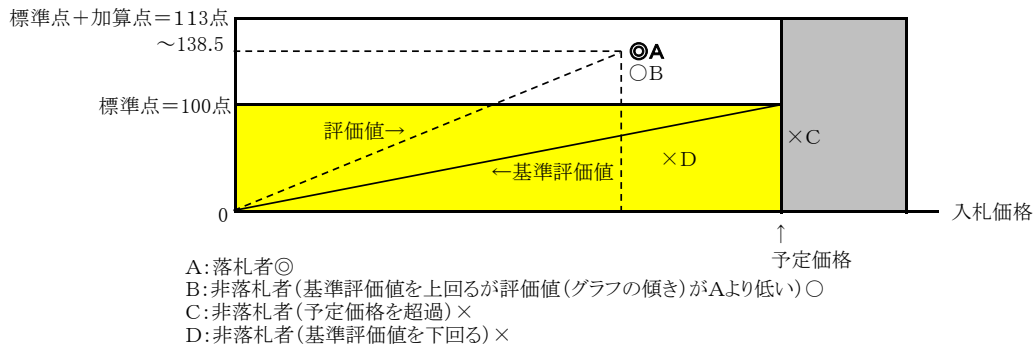 標準点＋加算点＝113点
～138.5
◎A
○B
標準点＝100点
評価値→
×C
×D
←基準評価値
0
入札価格
↑
予定価格
A:落札者◎
B:非落札者(基準評価値を上回るが評価値(グラフの傾き)がAより低い)○
C:非落札者(予定価格を超過)×
D:非落札者(基準評価値を下回る)×